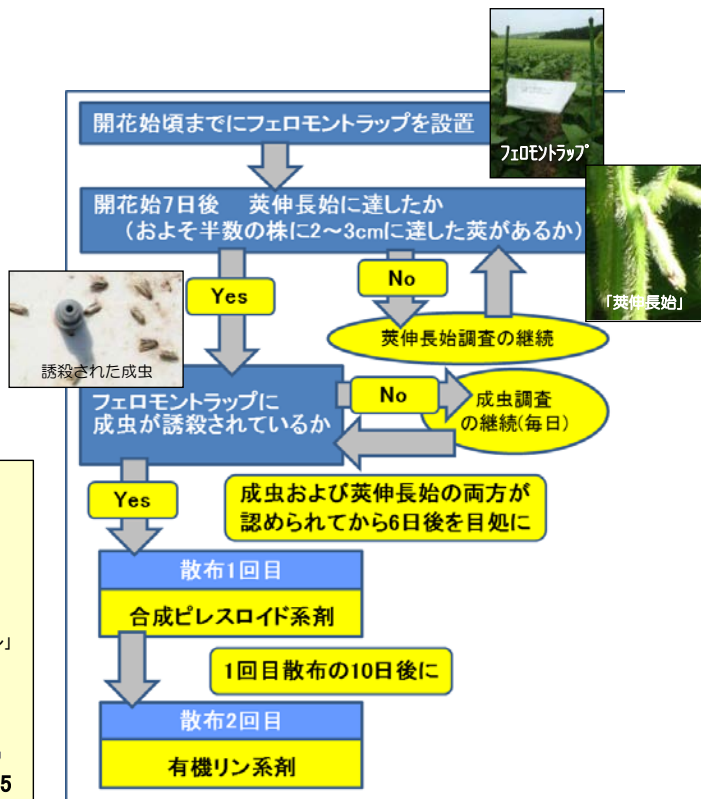 開花始頃までにフェロモントラップを設置
フェロモントラップ
開花始7日後　莢伸長始に達したか
（およそ半数の株に2～3cmに達した莢があるか）
「莢伸長始」
Yes
No
莢伸長始調査の継続
誘殺された成虫
フェロモントラップに
成虫が誘殺されているか
No
成虫調査
の継続(毎日)
Yes
成虫および莢伸長始の両方が
認められてから6日後を目処に
散布1回目
合成ピレスロイド系剤
1回目散布の10日後に
散布2回目
有機リン系剤
」
5